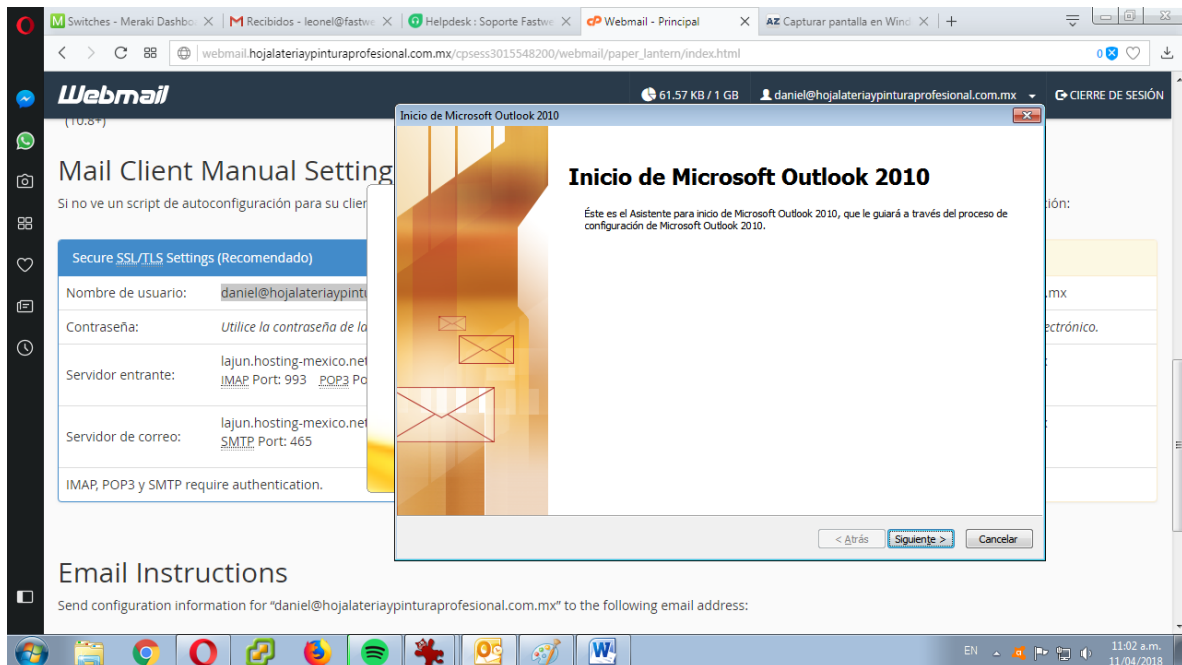 Switches - Meraki Dashbo
Recibidos - leonel@fastwe
Helpdesk : Soporte Fastwe
Webmail - Principal
Capturar pantalla en Wind
webmail.hojalateriaypinturaprofesional.com.mx/cpsess3015548200/webmail/paper_lantern/index.html
0
Webmail
61.57 KB / 1 GB
daniel@hojalateriaypinturaprofesional.com.mx
CIERRE DE SESIÓN
(10.8+)
Inicio de Microsoft Outlook 2010
Mail Client Manual Setting
Si no ve un script de autoconfiguración para su clier
ión:
Inicio de Microsoft Outlook 2010
Éste es el Asistente para inicio de Microsoft Outlook 2010, que le guiará a través del proceso de
configuración de Microsoft Outlook 2010.
Secure SSL/TLS Settings (Recomendado)
Nombre de usuario: daniel@hojalateriaypintu
.mx
Contraseña: Utilice la contraseña de la
ectrónico.
Servidor entrante: lajun.hosting-mexico.net
IMAP Port: 993 POP3 Po
Servidor de correo: lajun.hosting-mexico.net
SMTP Port: 465
IMAP, POP3 y SMTP require authentication.
< Atrás Siguiente > Cancelar
Email Instructions
Send configuration information for “daniel@hojalateriaypinturaprofesional.com.mx” to the following email address:
EN
11:02 a.m.
11/04/2018